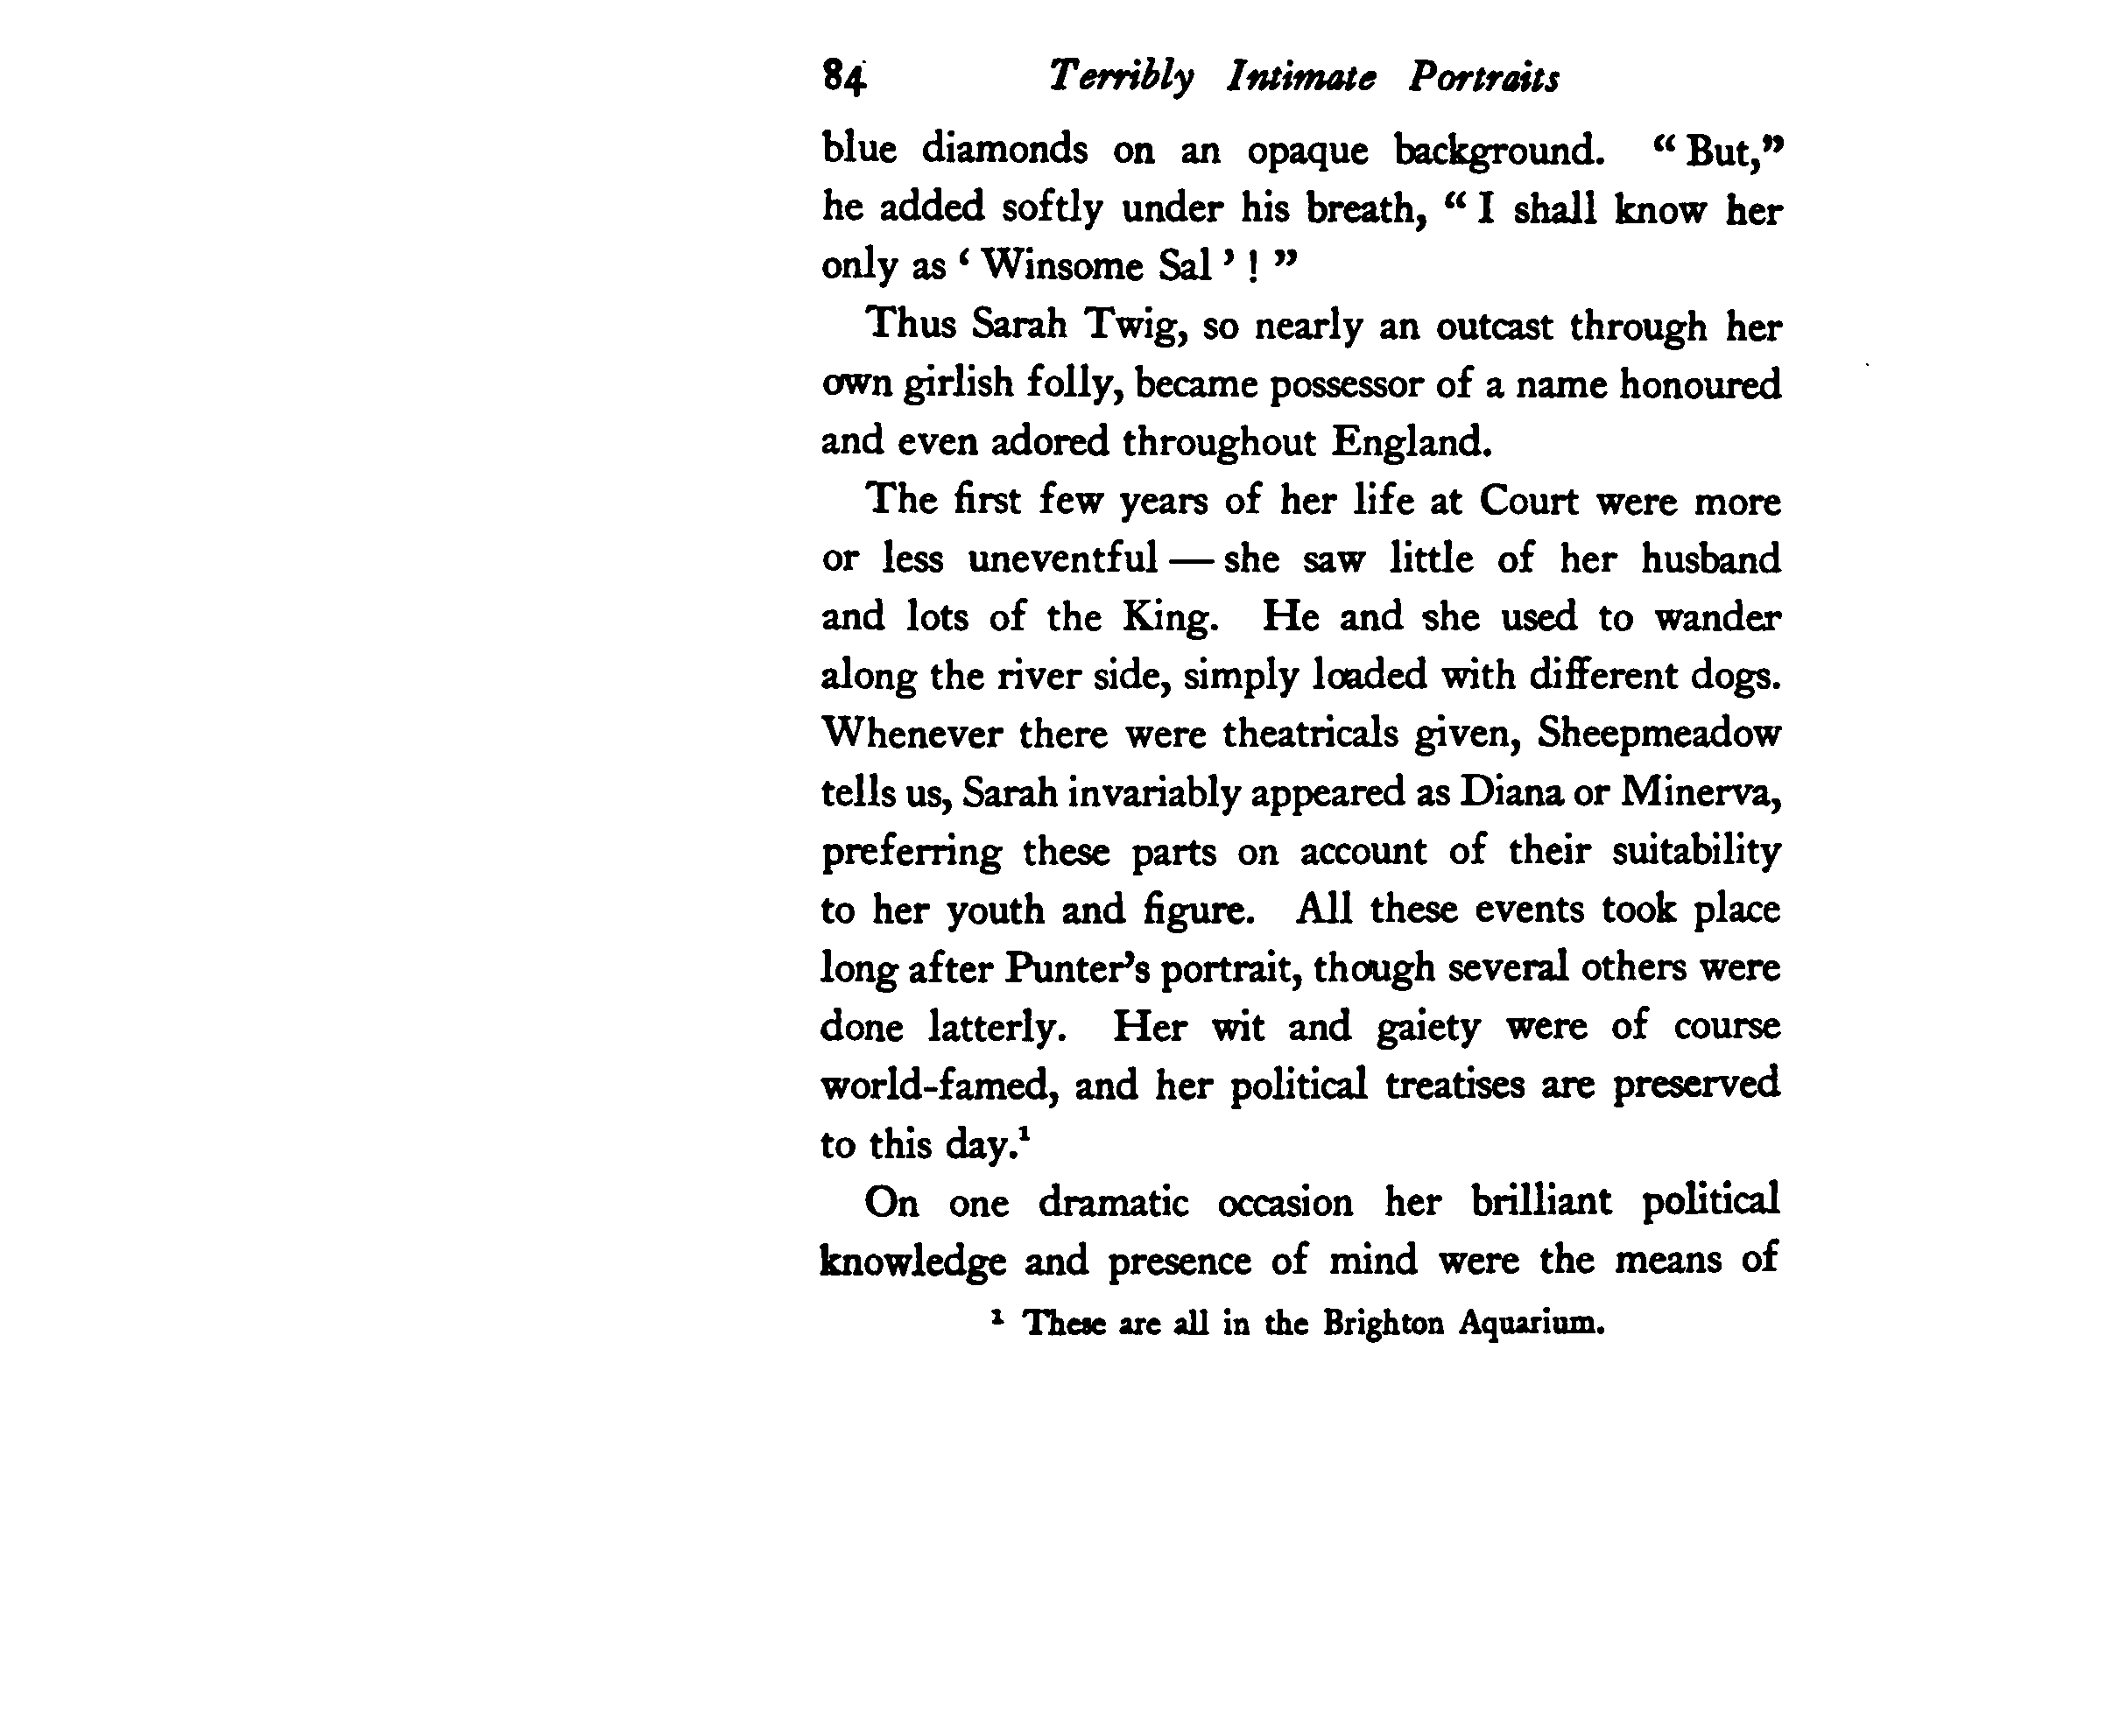 84 Terribly Intimate Portraits
blue diamonds on an opaque background. “ But,”
he added softly under his breath, “ I shall know her
only as ‘ Winsome Sal ’ ! ”
Thus Sarah Twig, so nearly an outcast through her
own girlish folly, became possessor of a name honoured
and even adored throughout England.
The first few years of her life at Court were more
or less uneventful — she saw little of her husband
and lots of the King. He and she used to wander
along the river side, simply loaded with different dogs.
Whenever there were theatricals given, Sheepmeadow
tells us, Sarah invariably appeared as Diana or Minerva,
preferring these parts on account of their suitability
to her youth and figure. All these events took place
long after Punter’s portrait, though several others were
done latterly. Her wit and gaiety were of course
world-famed, and her political treatises are preserved
to this day.¹
On one dramatic occasion her brilliant political
knowledge and presence of mind were the means of
¹ These are all in the Brighton Aquarium.